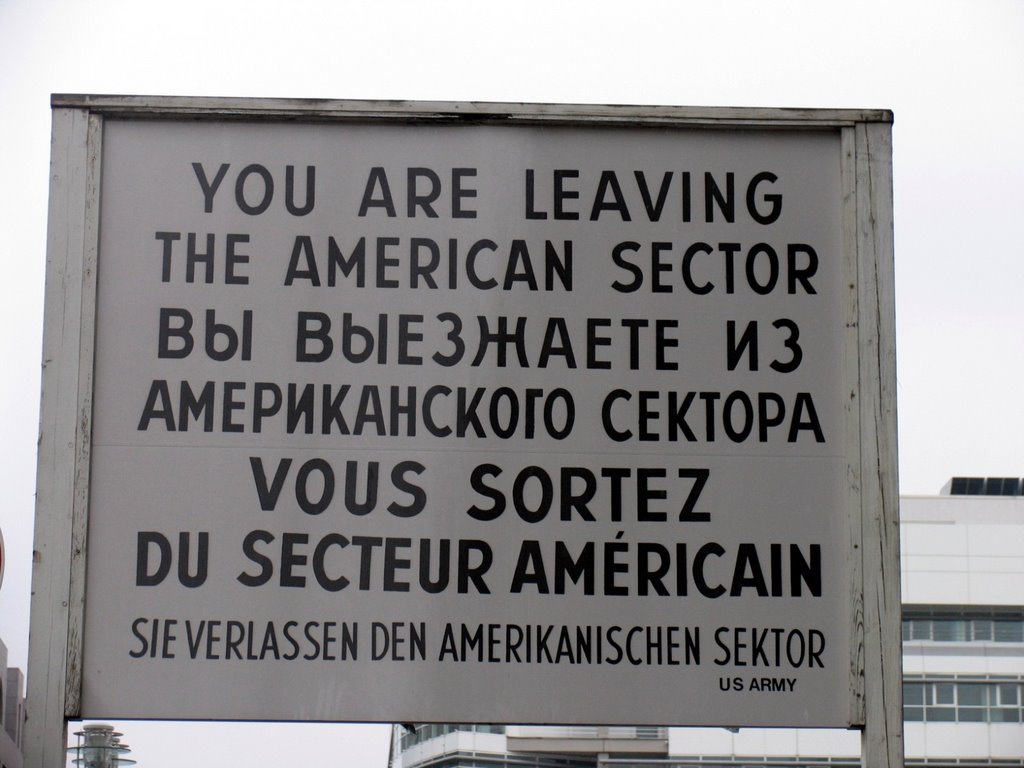 YOU ARE LEAVING
THE AMERICAN SECTOR
ВЫ ВЫЕЗЖАЕТЕ ИЗ
АМЕРИКАНСКОГО СЕКТОРА
VOUS SORTEZ
DU SECTEUR AMÉRICAIN
SIE VERLASSEN DEN AMERIKANISCHEN SEKTOR
US ARMY